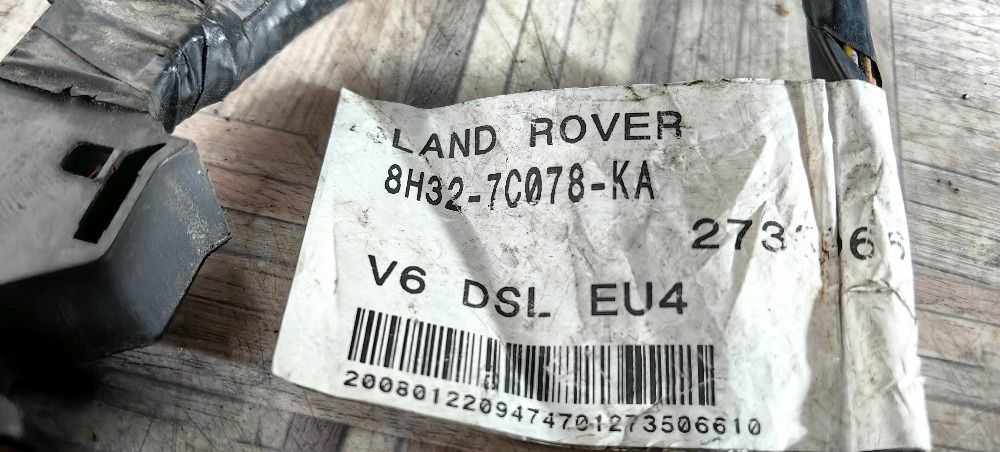 LAND ROVER
8H32-7C078-KA
V6 DSL EU4
2008012209474701273506610